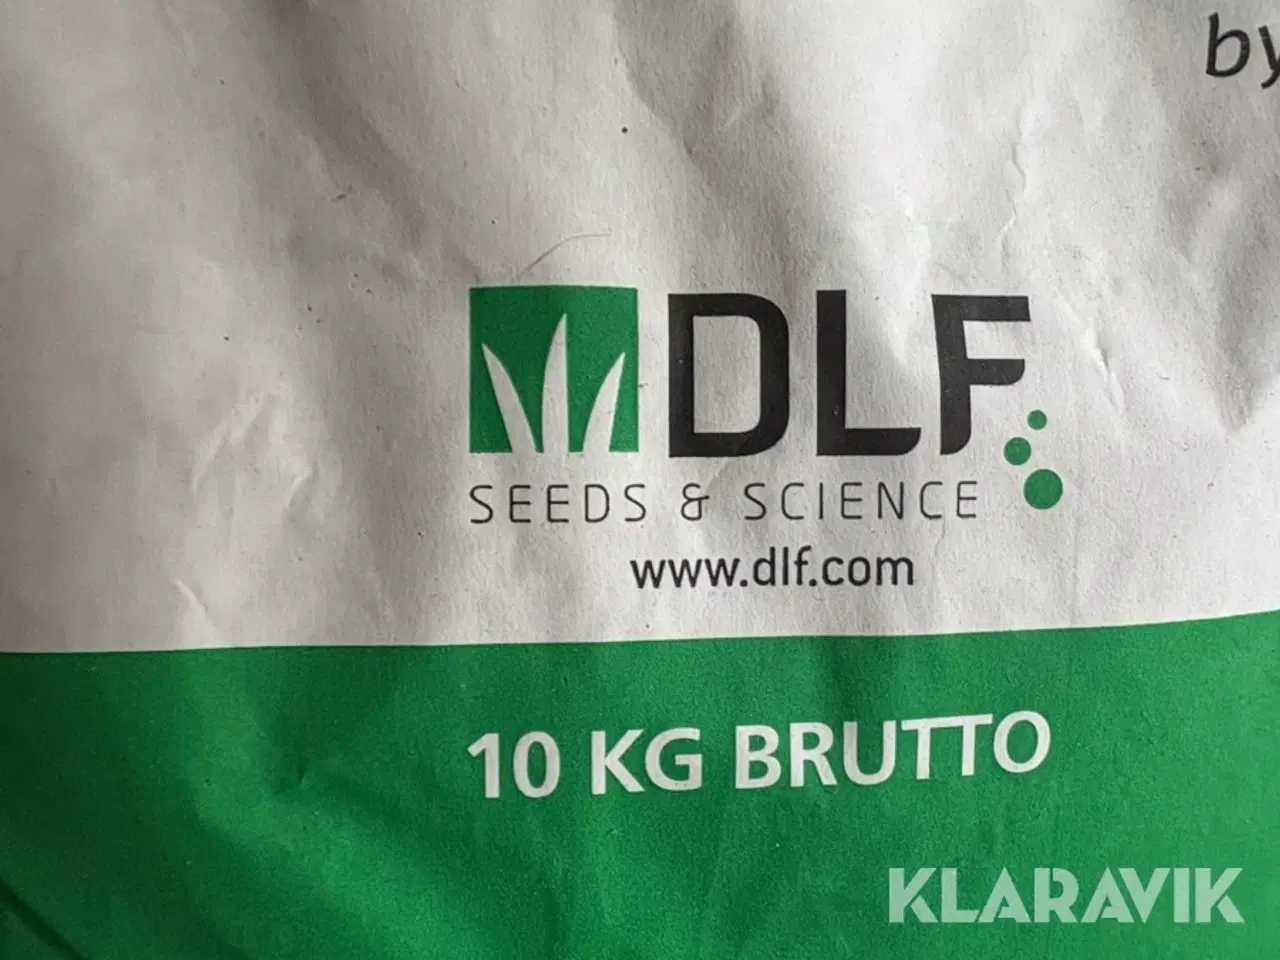 by
DLF
SEEDS & SCIENCE
www.dlf.com
10 KG BRUTTO
KLARAVIK